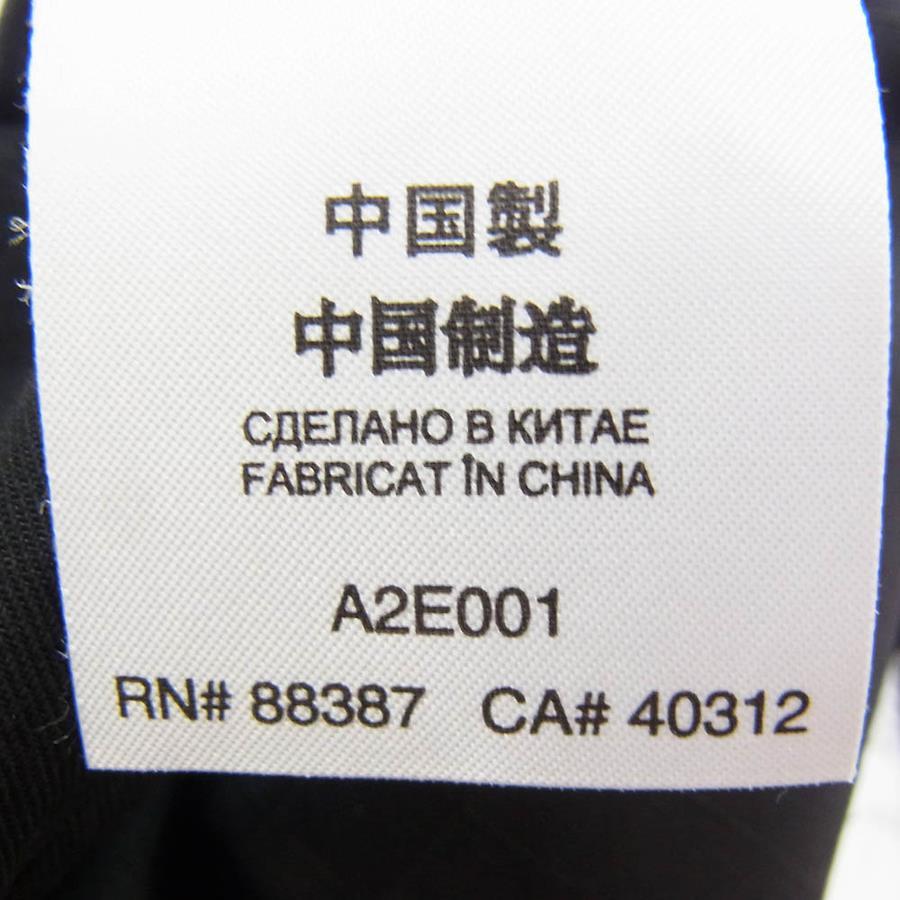 中国製
中国制造
СДЕЛАНО В КИТАЕ
FABRICAT ÎN CHINA
A2E001
RN# 88387 CA# 40312